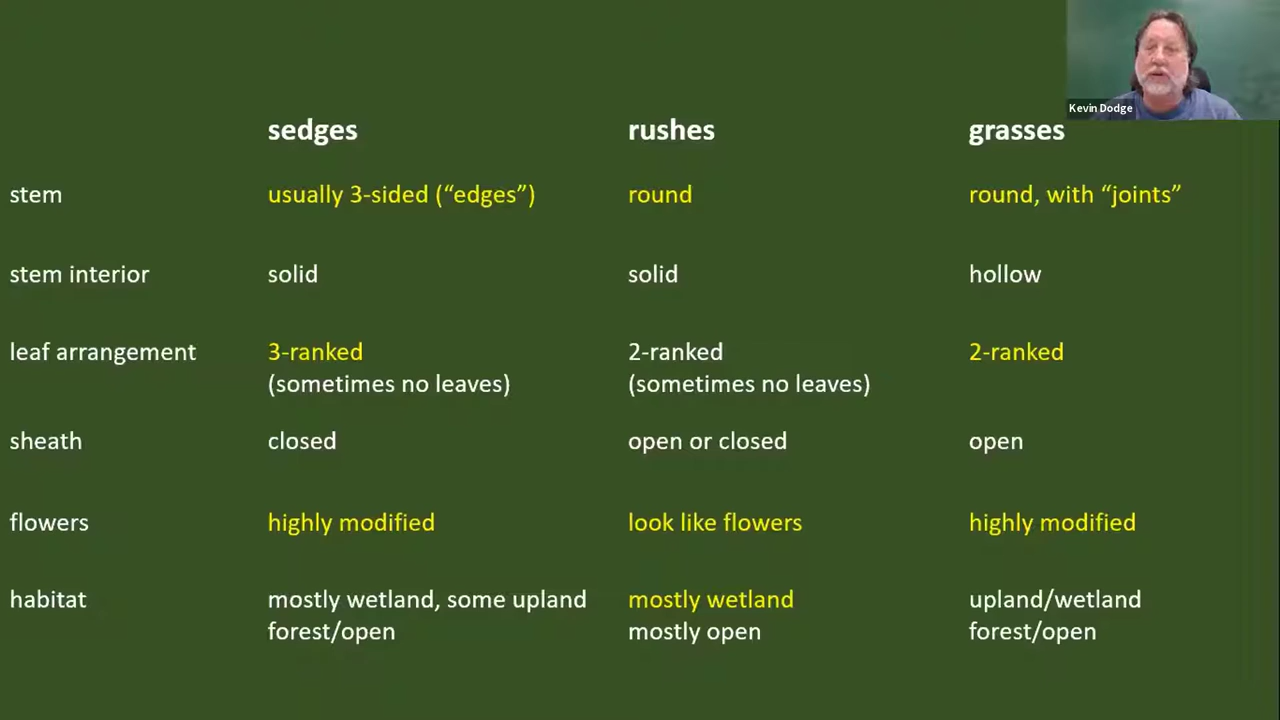 Kevin Dodge
sedges rushes grasses
stem usually 3-sided (“edges”) round round, with “joints”
stem interior solid solid hollow
leaf arrangement 3-ranked 2-ranked 2-ranked
(sometimes no leaves) (sometimes no leaves)
sheath closed open or closed open
flowers highly modified look like flowers highly modified
habitat mostly wetland, some upland mostly wetland upland/wetland
forest/open mostly open forest/open